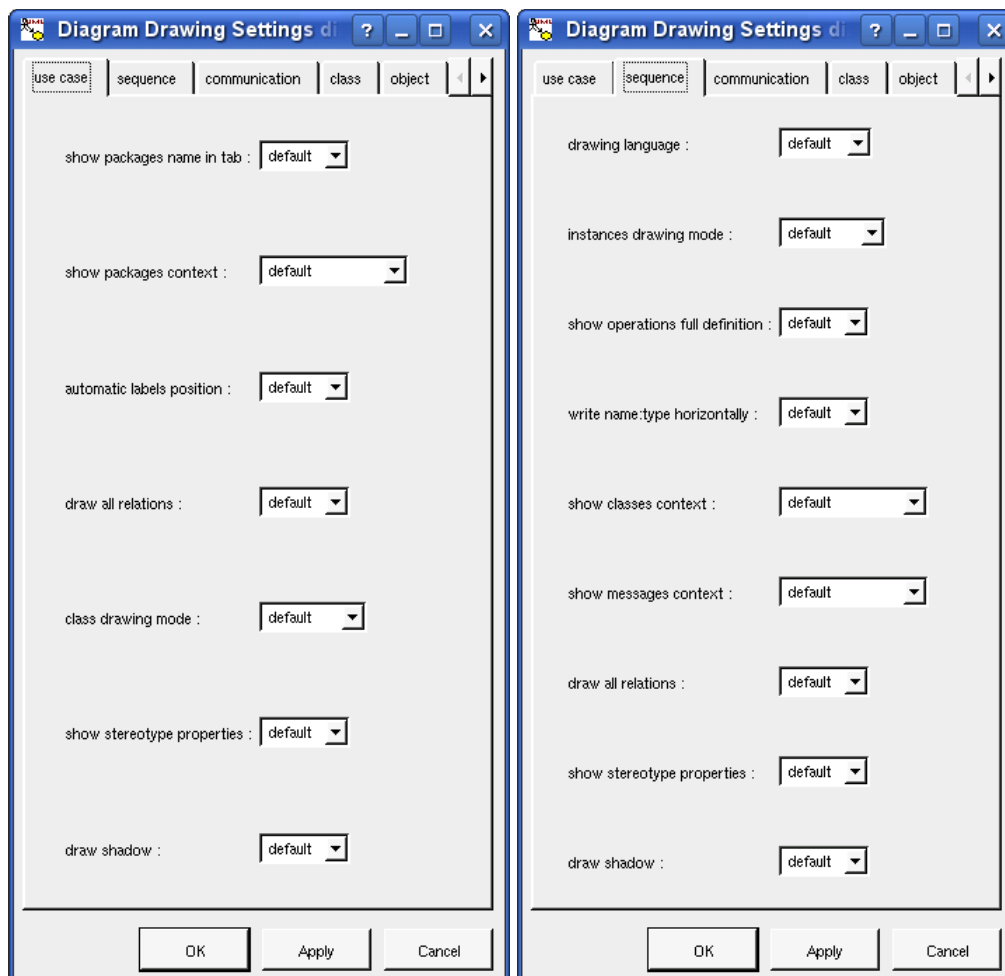 Diagram Drawing Settings di
use case sequence communication class object
show packages name in tab : default
show packages context : default
automatic labels position : default
draw all relations : default
class drawing mode : default
show stereotype properties : default
draw shadow : default
OK Apply Cancel
Diagram Drawing Settings di
use case sequence communication class object
drawing language : default
instances drawing mode : default
show operations full definition : default
write name:type horizontally : default
show classes context : default
show messages context : default
draw all relations : default
show stereotype properties : default
draw shadow : default
OK Apply Cancel